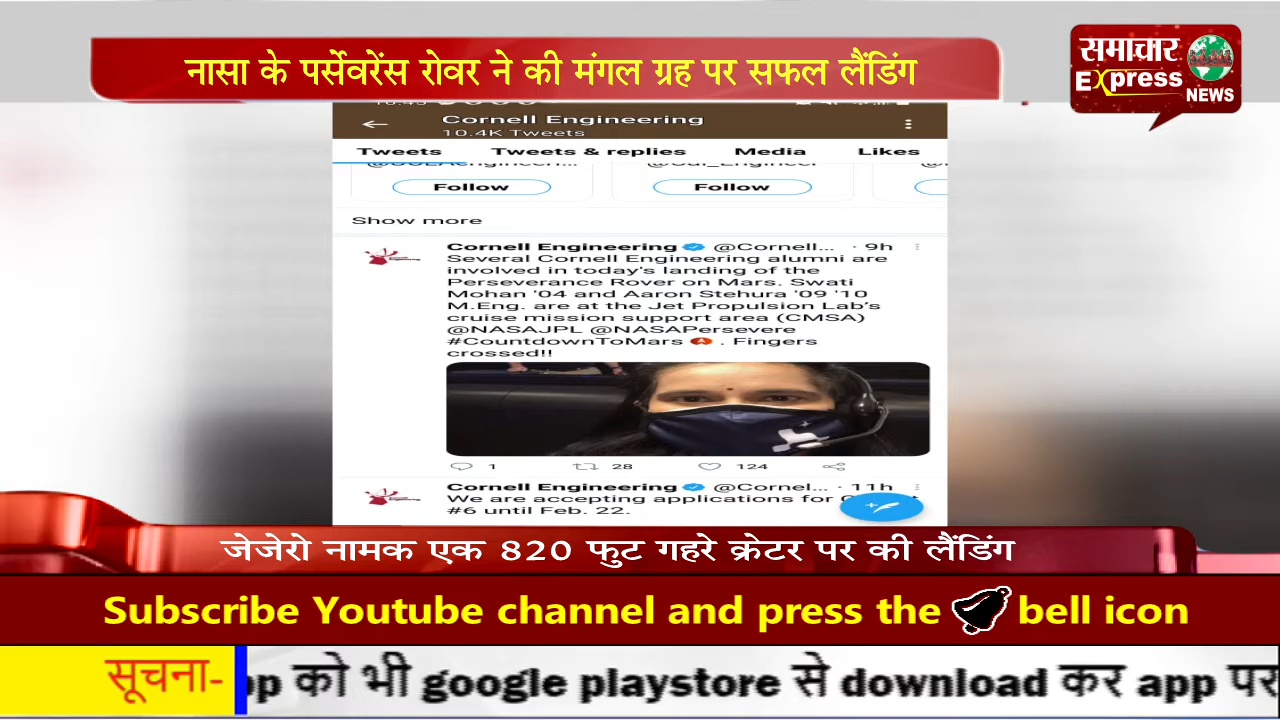 नासा के पर्सेवरेंस रोवर ने की मंगल ग्रह पर सफल लैंडिंग
समाचार
Express
NEWS
Cornell Engineering
10.4K Tweets
Tweets Tweets & replies Media Likes
Follow Follow
Show more
Cornell Engineering @Cornell... · 9h
Several Cornell Engineering alumni are
involved in today's landing of the
Perseverance Rover on Mars. Swati
Mohan '04 and Aaron Stehura '09 '10
M.Eng. are at the Jet Propulsion Lab's
cruise mission support area (CMSA)
@NASAJPL @NASAPersevere
#CountdownToMars . Fingers
crossed!!
1 28 124
Cornell Engineering @Cornel... · 11h
We are accepting applications for
#6 until Feb. 22.
जेजेरो नामक एक 820 फुट गहरे क्रेटर पर की लैंडिंग
Subscribe Youtube channel and press the bell icon
सूचना- को भी google playstore से download कर app पर